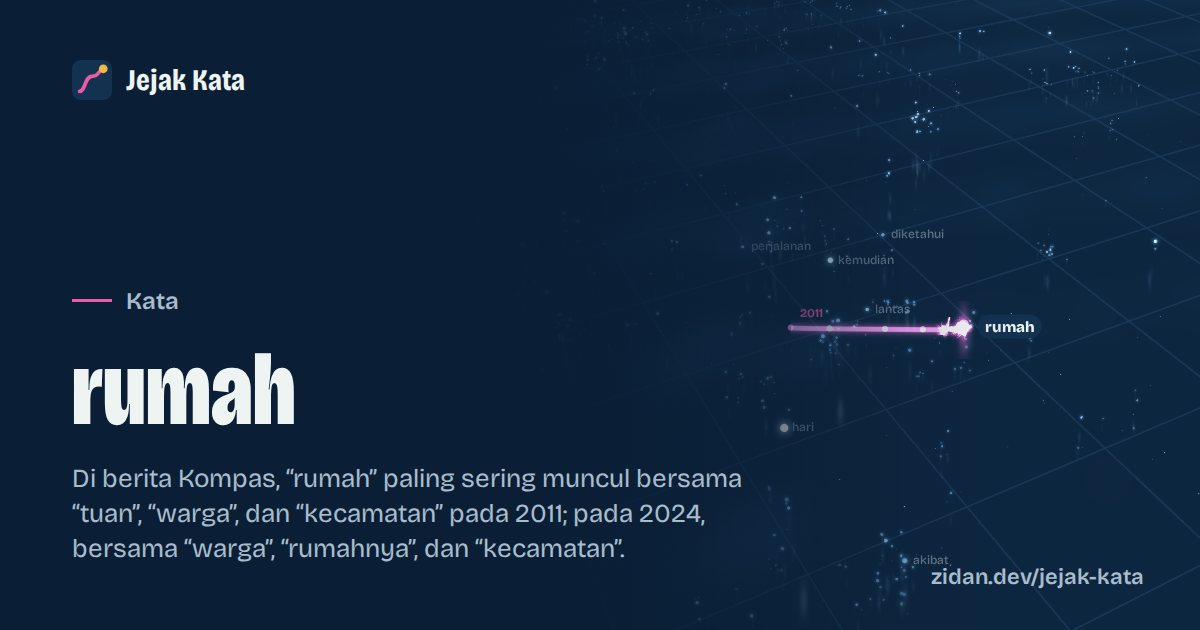 Jejak Kata
Kata
rumah
Di berita Kompas, “rumah” paling sering muncul bersama
“tuan”, “warga”, dan “kecamatan” pada 2011; pada 2024,
bersama “warga”, “rumahnya”, dan “kecamatan”.
diketahui
perjalanan
kemudian
lantas
2011
rumah
hari
akibat
zidan.dev/jejak-kata